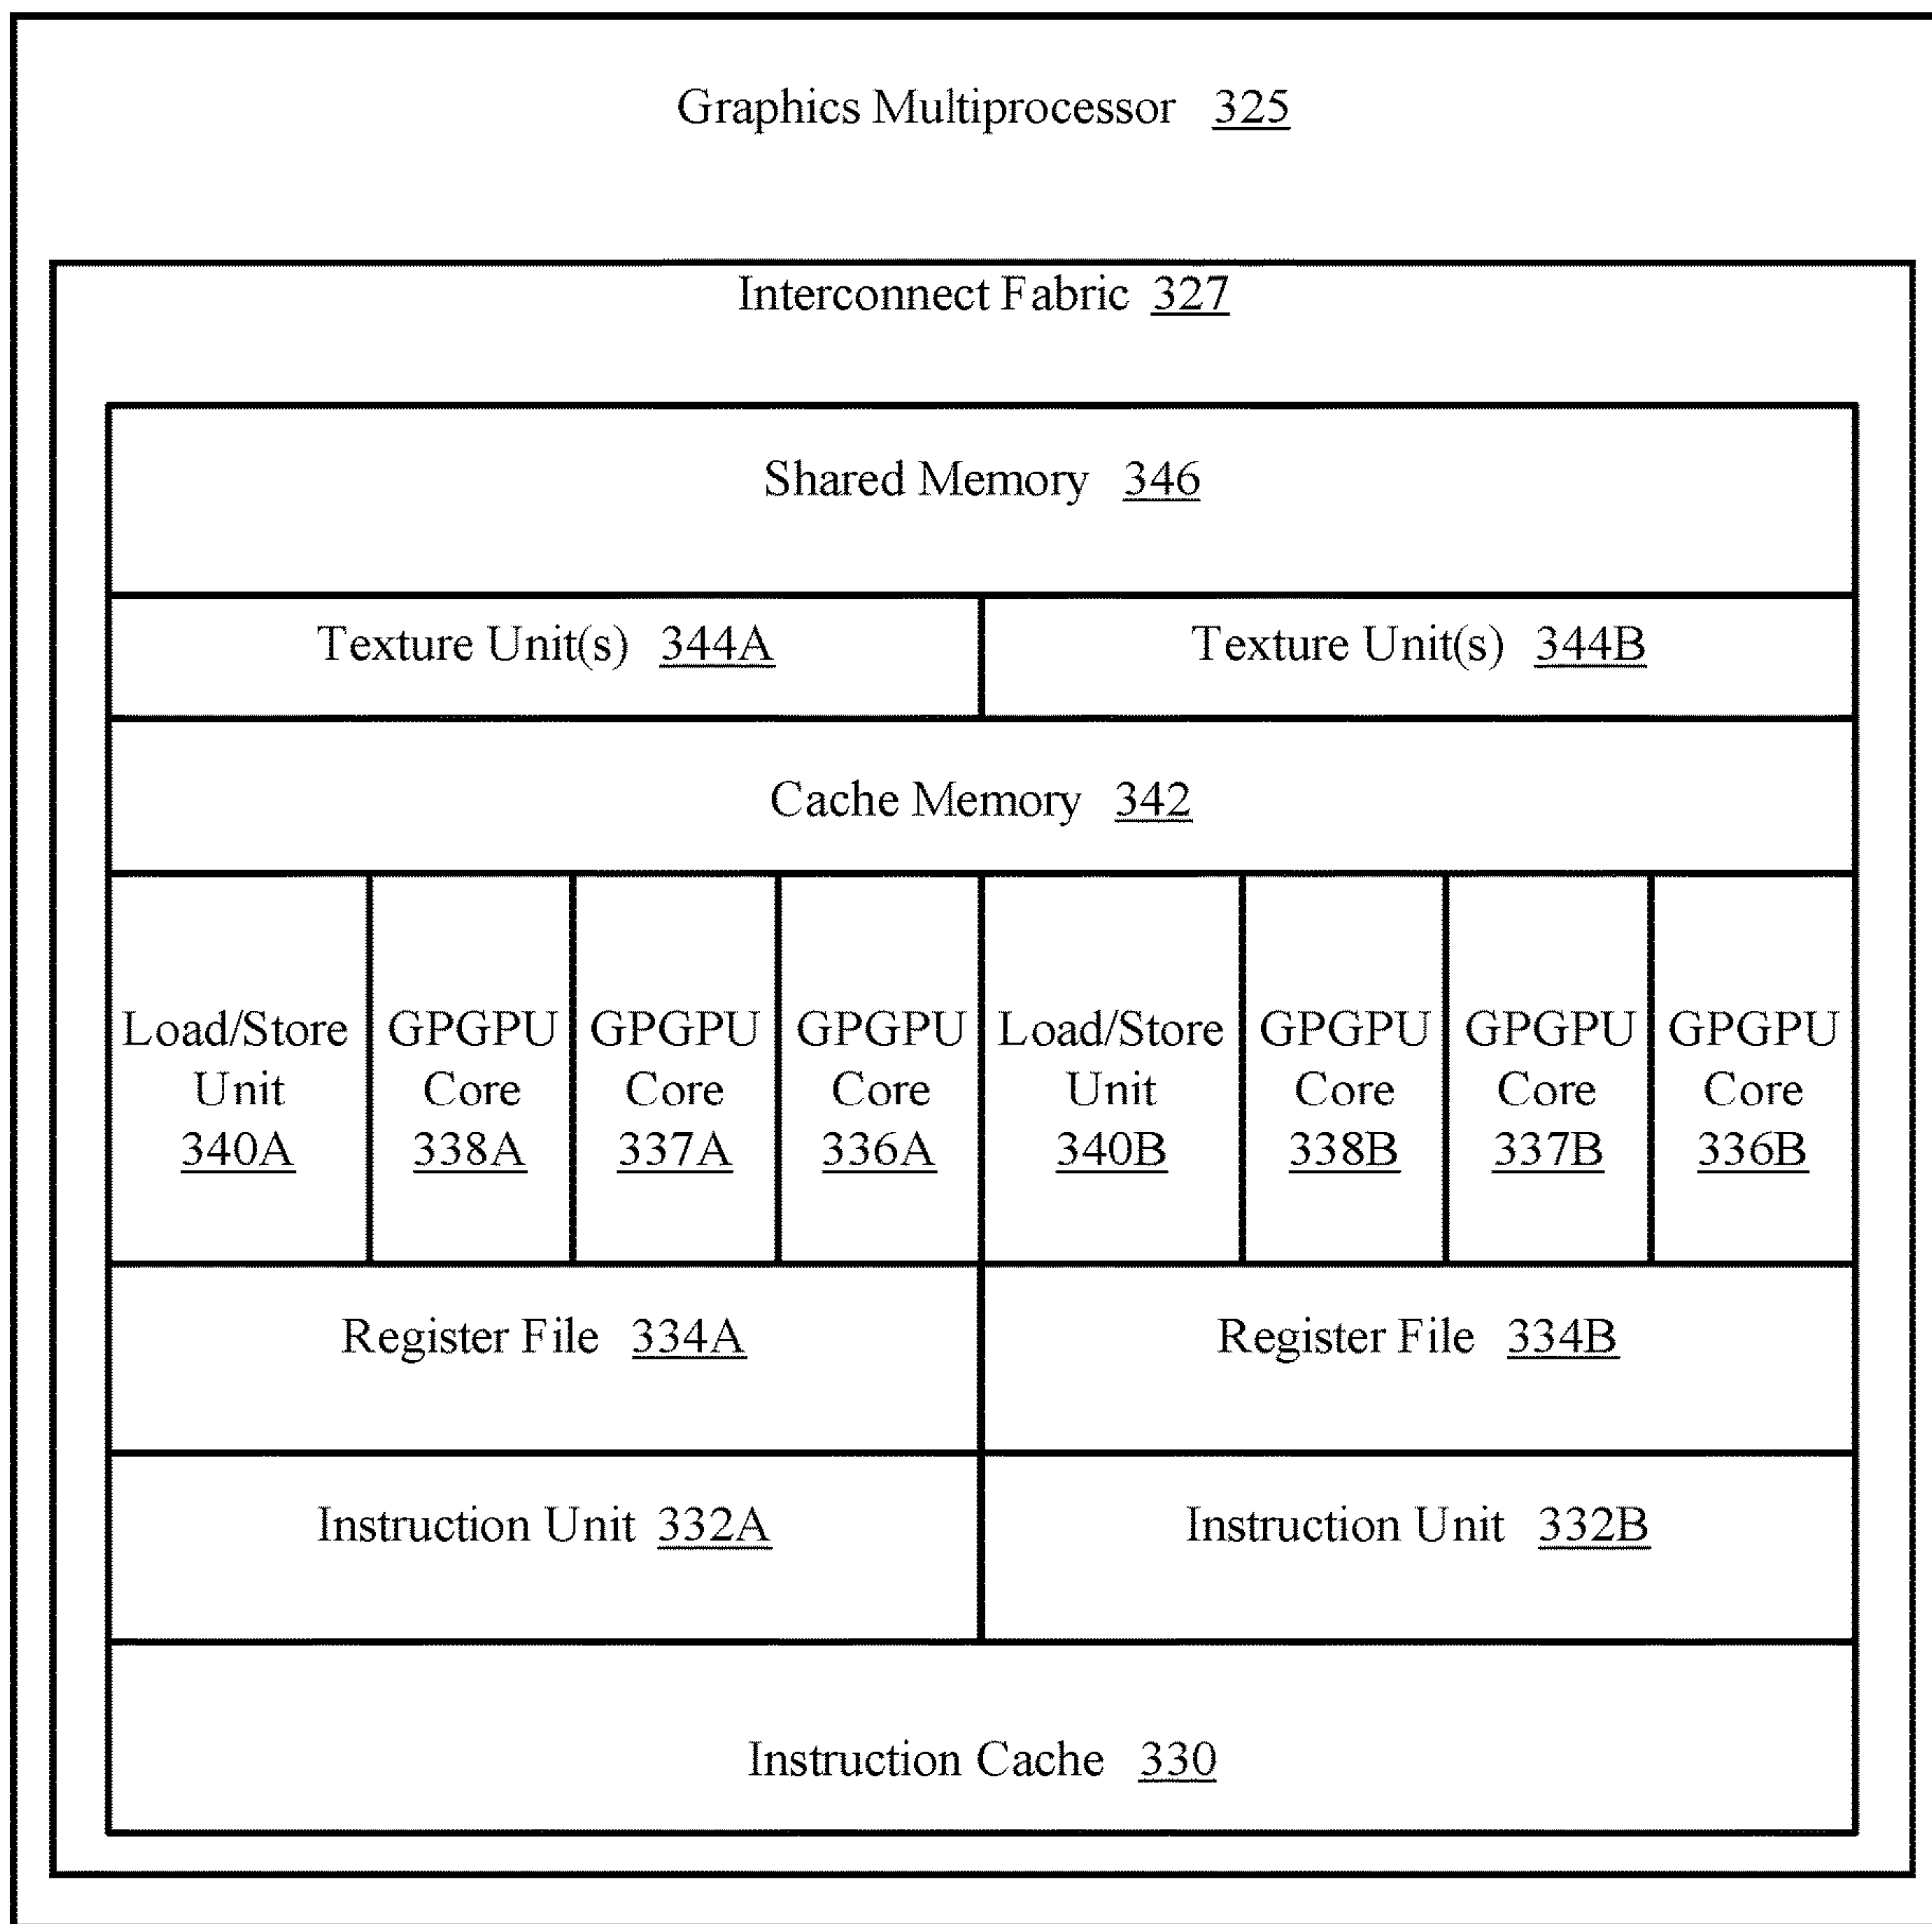 Graphics Multiprocessor 325
Interconnect Fabric 327
Shared Memory 346
Texture Unit(s) 344A
Texture Unit(s) 344B
Cache Memory 342
Load/Store
Unit
340A
GPGPU
Core
338A
GPGPU
Core
337A
GPGPU
Core
336A
Load/Store
Unit
340B
GPGPU
Core
338B
GPGPU
Core
337B
GPGPU
Core
336B
Register File 334A
Register File 334B
Instruction Unit 332A
Instruction Unit 332B
Instruction Cache 330